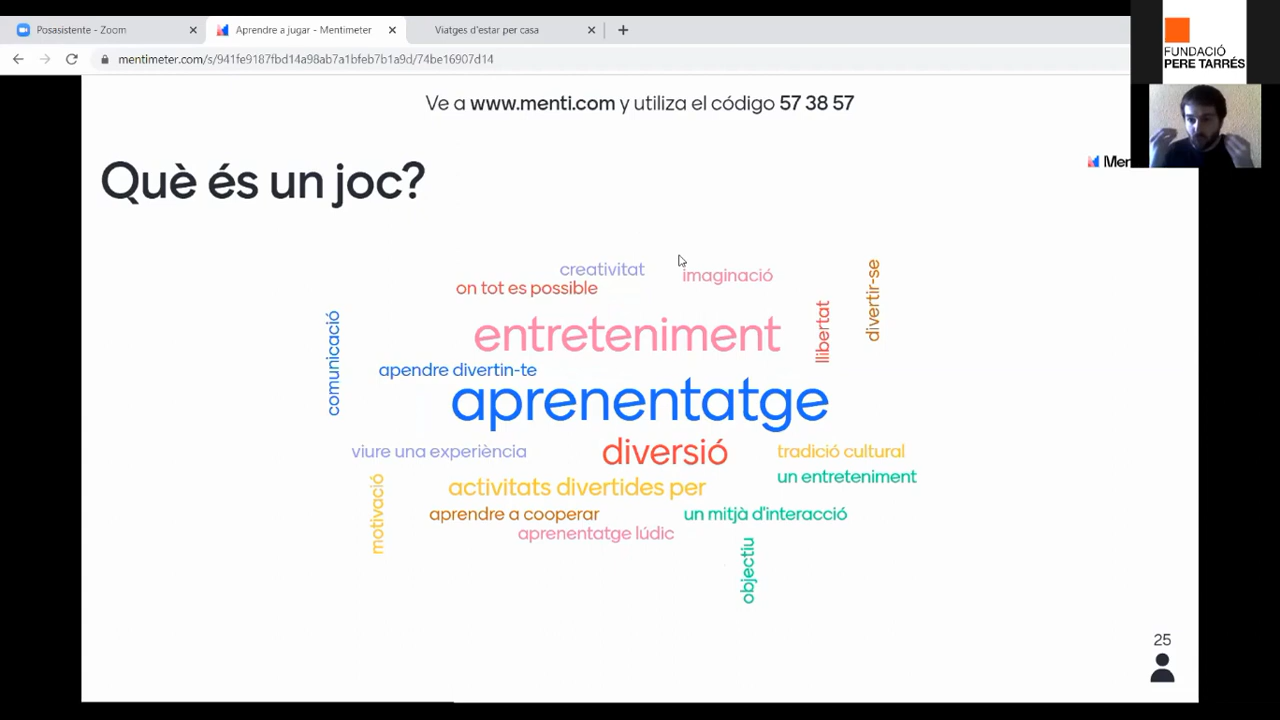 Posasistente - Zoom
Aprendre a jugar - Mentimeter
Viatges d'estar per casa
mentimeter.com/s/941fe9187fbd14a98ab7a1bfeb7b1a9d/74be16907d14
FUNDACIÓ
PERE TARRÉS
Ve a www.menti.com y utiliza el código 57 38 57
Men
Què és un joc?
creativitat
imaginació
on tot es possible
divertir-se
llibertat
comunicació
entreteniment
apendre divertin-te
aprenentatge
viure una experiència
diversió
tradició cultural
un entreteniment
motivació
activitats divertides per
aprendre a cooperar
un mitjà d'interacció
aprenentatge lúdic
objectiu
25